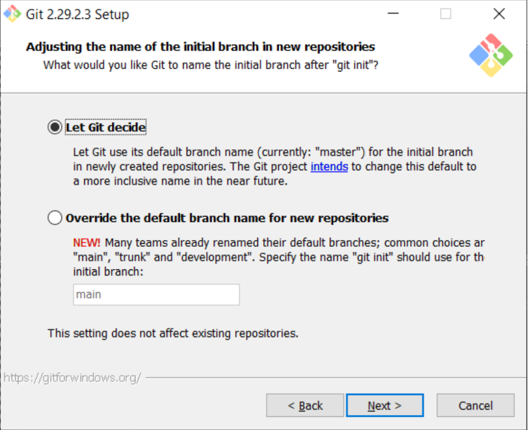 Git 2.29.2.3 Setup
Adjusting the name of the initial branch in new repositories
What would you like Git to name the initial branch after "git init"?
Let Git decide
Let Git use its default branch name (currently: "master") for the initial branch
in newly created repositories. The Git project intends to change this default to
a more inclusive name in the near future.
Override the default branch name for new repositories
NEW! Many teams already renamed their default branches; common choices ar
"main", "trunk" and "development". Specify the name "git init" should use for th
initial branch:
main
This setting does not affect existing repositories.
https://gitforwindows.org/
< Back
Next >
Cancel